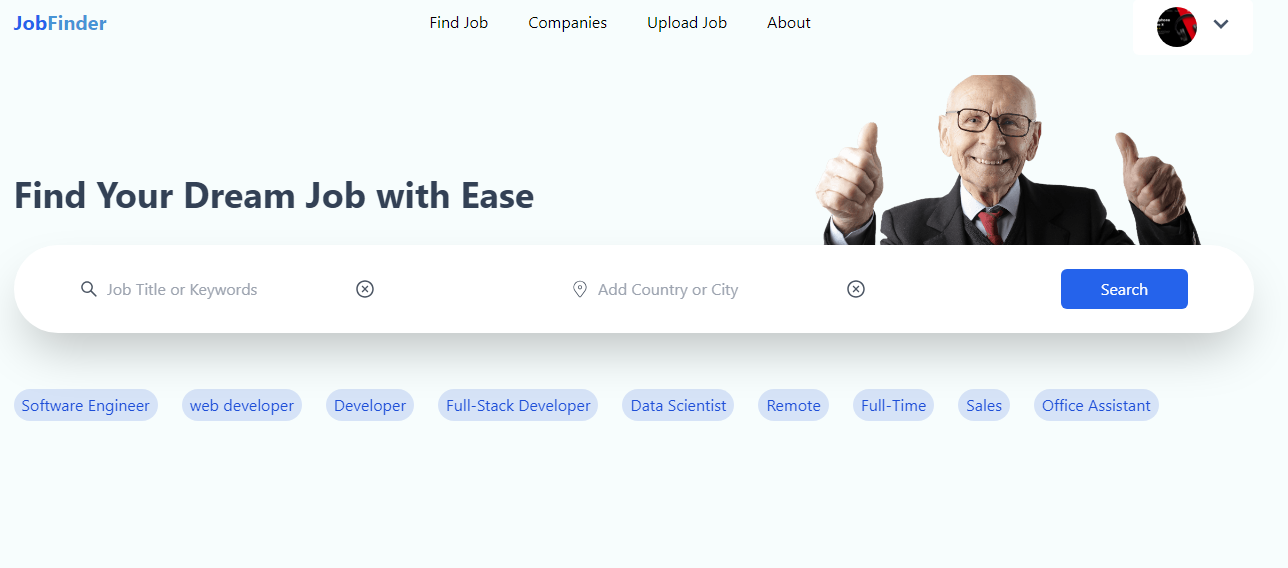 JobFinder
Find Job
Companies
Upload Job
About
Find Your Dream Job with Ease
Job Title or Keywords
Add Country or City
Search
Software Engineer
web developer
Developer
Full-Stack Developer
Data Scientist
Remote
Full-Time
Sales
Office Assistant